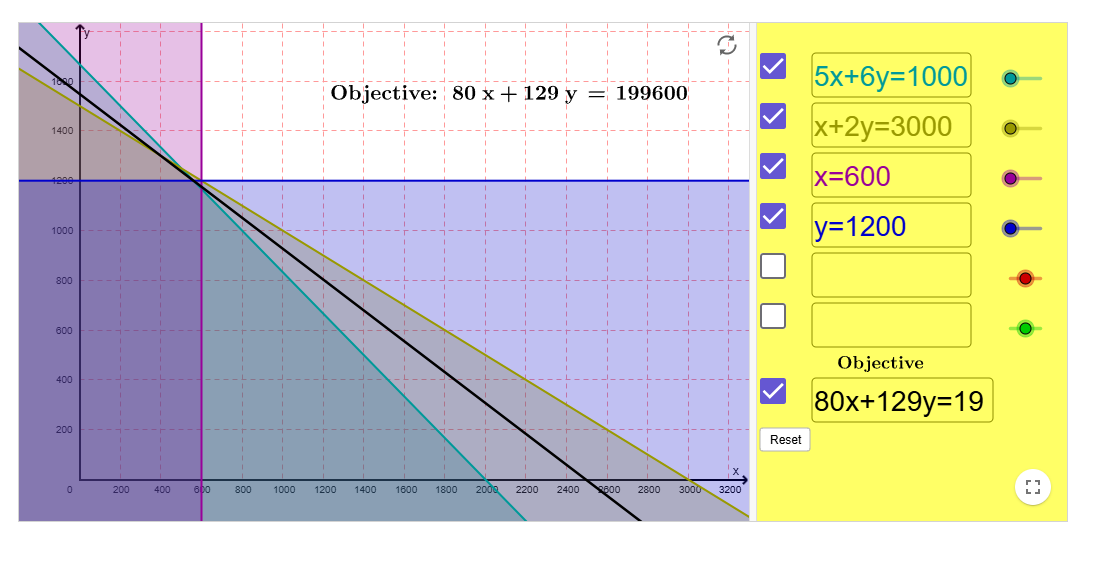 y
Objective: 80 x + 129 y = 199600
1600
1400
1200
1000
800
600
400
200
0 200 400 600 800 1000 1200 1400 1600 1800 2000 2200 2400 2600 2800 3000 3200
x
5x+6y=1000
x+2y=3000
x=600
y=1200
Objective
80x+129y=19
Reset